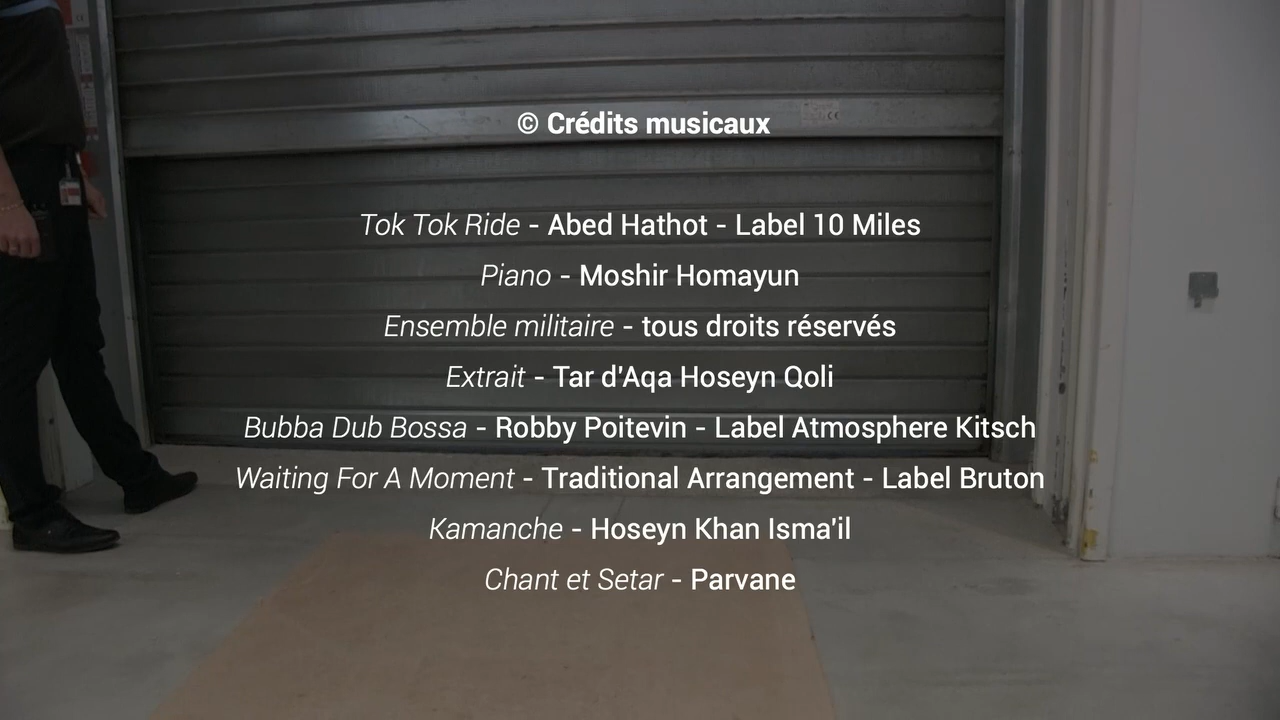 © Crédits musicaux
Tok Tok Ride - Abed Hathot - Label 10 Miles
Piano - Moshir Homayun
Ensemble militaire - tous droits réservés
Extrait - Tar d'Aqa Hoseyn Qoli
Bubba Dub Bossa - Robby Poitevin - Label Atmosphere Kitsch
Waiting For A Moment - Traditional Arrangement - Label Bruton
Kamanche - Hoseyn Khan Isma'il
Chant et Setar - Parvane